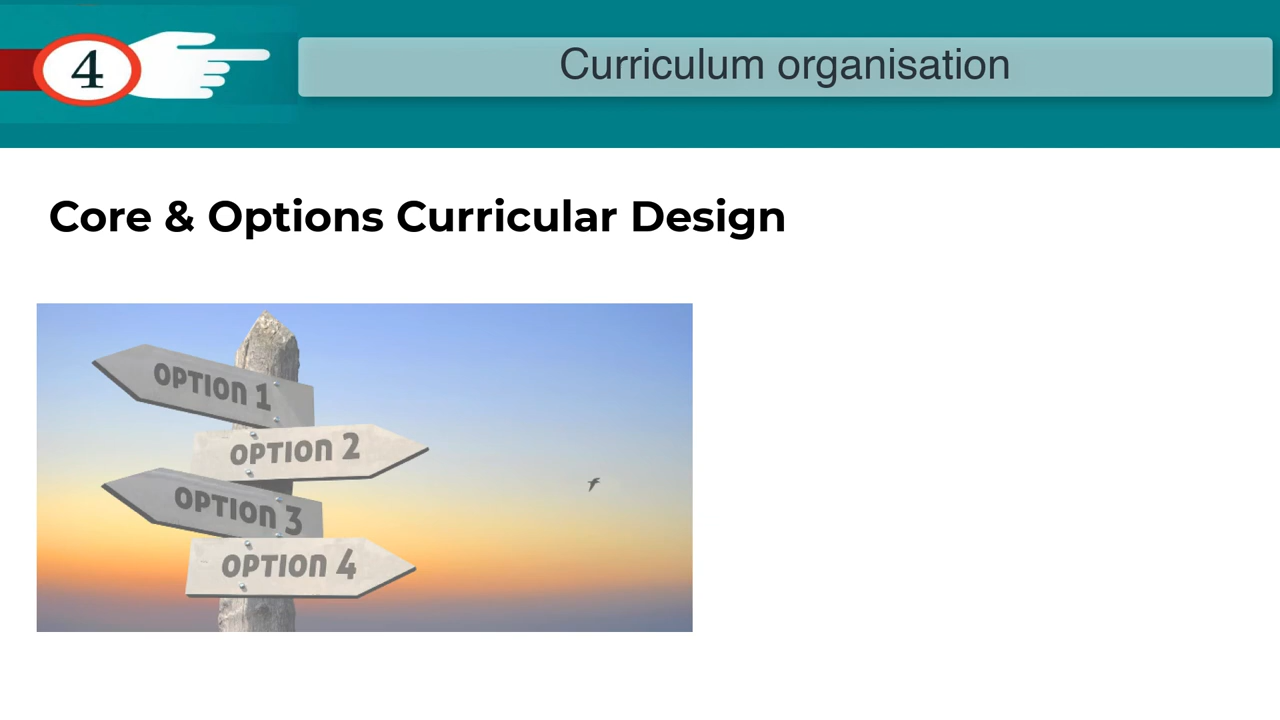 4
Curriculum organisation
Core & Options Curricular Design
OPTION 1
OPTION 2
OPTION 3
OPTION 4